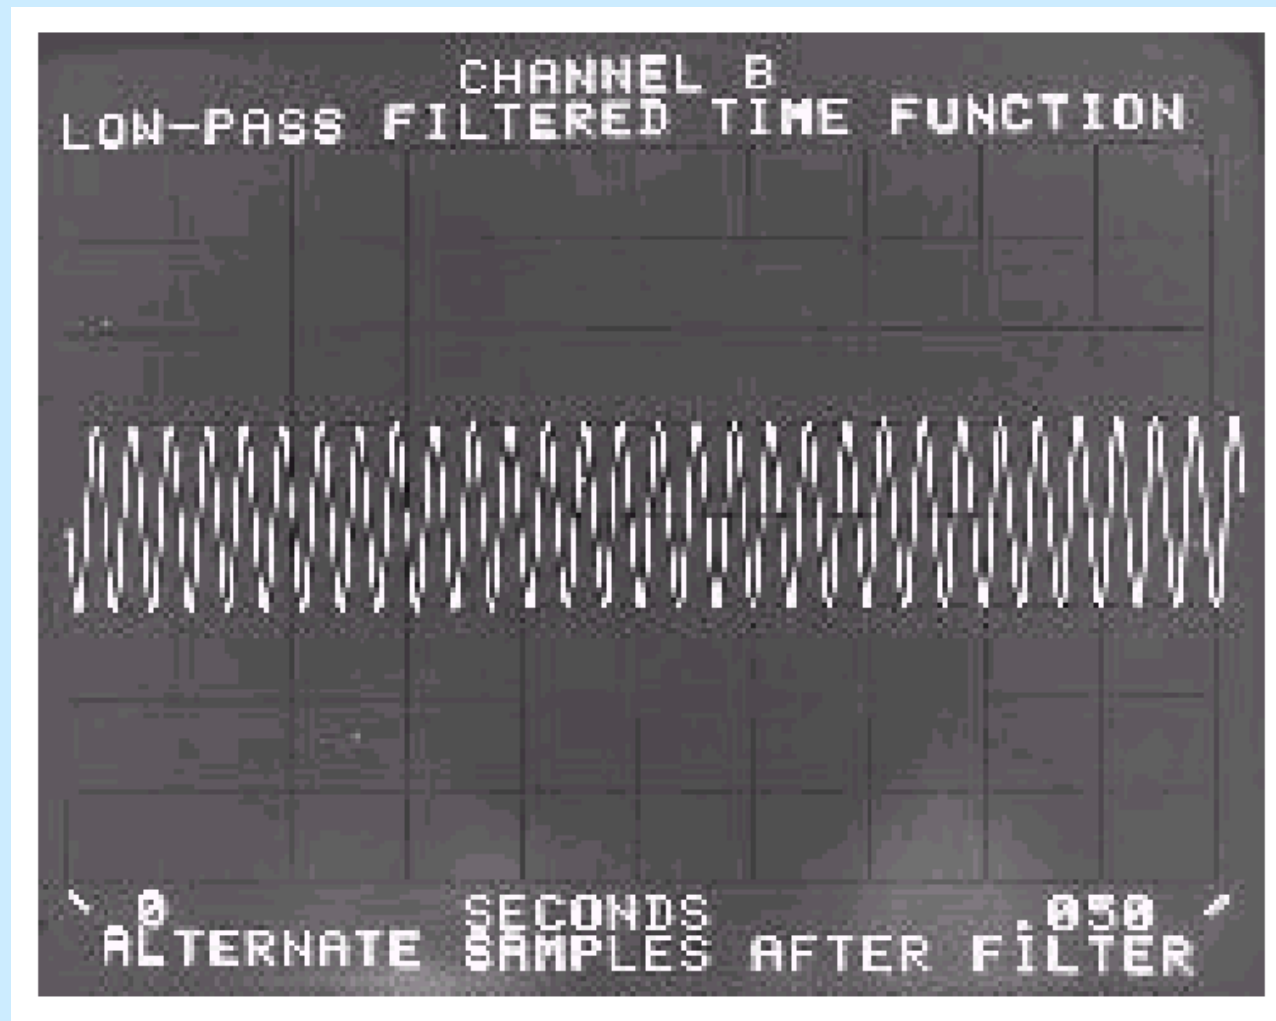 CHANNEL B
LOW-PASS FILTERED TIME FUNCTION
0 SECONDS .050
ALTERNATE SAMPLES AFTER FILTER